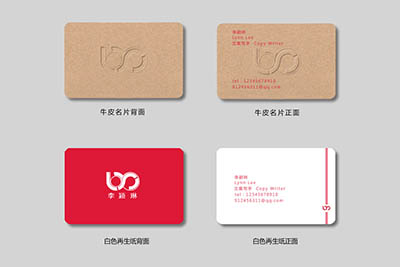 李颖琳
Lynn Lee
文案写手 Copy Writer
tel：12345678910
812456311@qq.com
牛皮名片背面
牛皮名片正面
李颖琳
李颖琳
Lynn Lee
文案写手 Copy Writer
tel：12345678910
912456311@qq.com
白色再生纸背面
白色再生纸正面